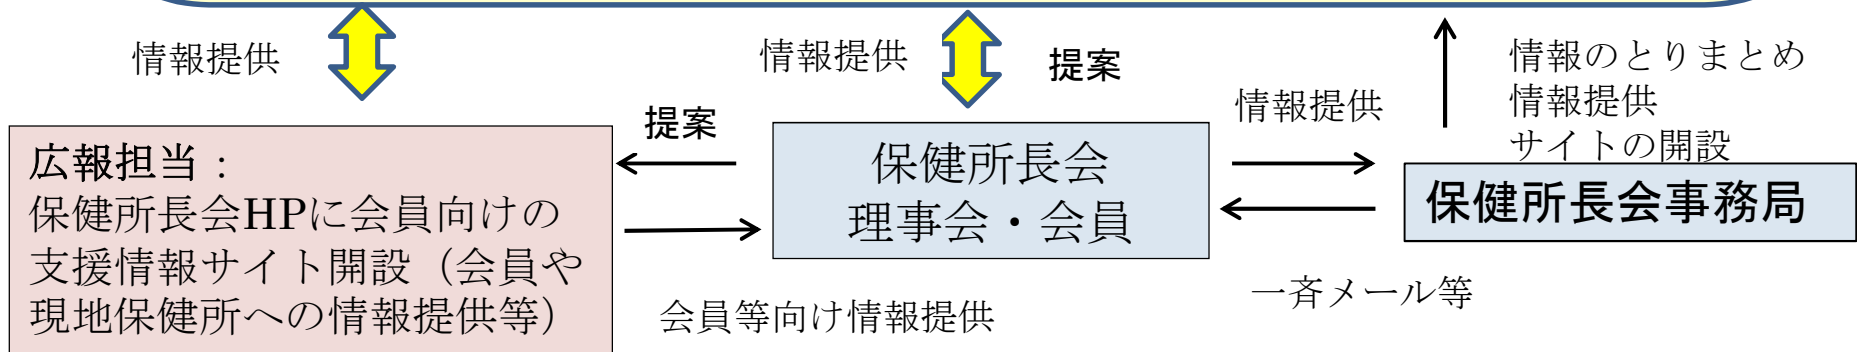 情報提供
情報提供
提案
情報のとりまとめ
情報提供
サイトの開設
提案
情報提供
広報担当：
保健所長会HPに会員向けの
支援情報サイト開設（会員や
現地保健所への情報提供等）
保健所長会
理事会・会員
保健所長会事務局
会員等向け情報提供
一斉メール等